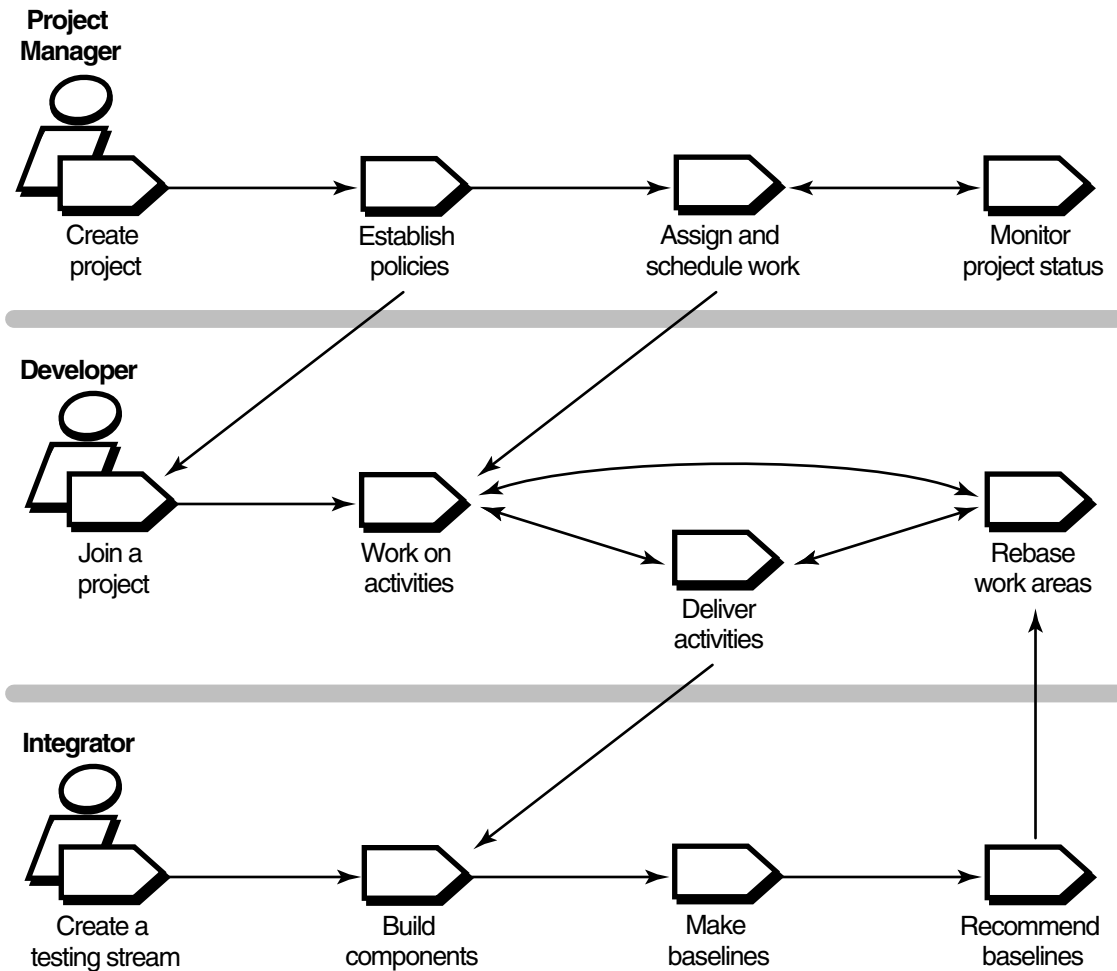 Project
Manager
Create
project
Establish
policies
Assign and
schedule work
Monitor
project status
Developer
Join a
project
Work on
activities
Deliver
activities
Rebase
work areas
Integrator
Create a
testing stream
Build
components
Make
baselines
Recommend
baselines